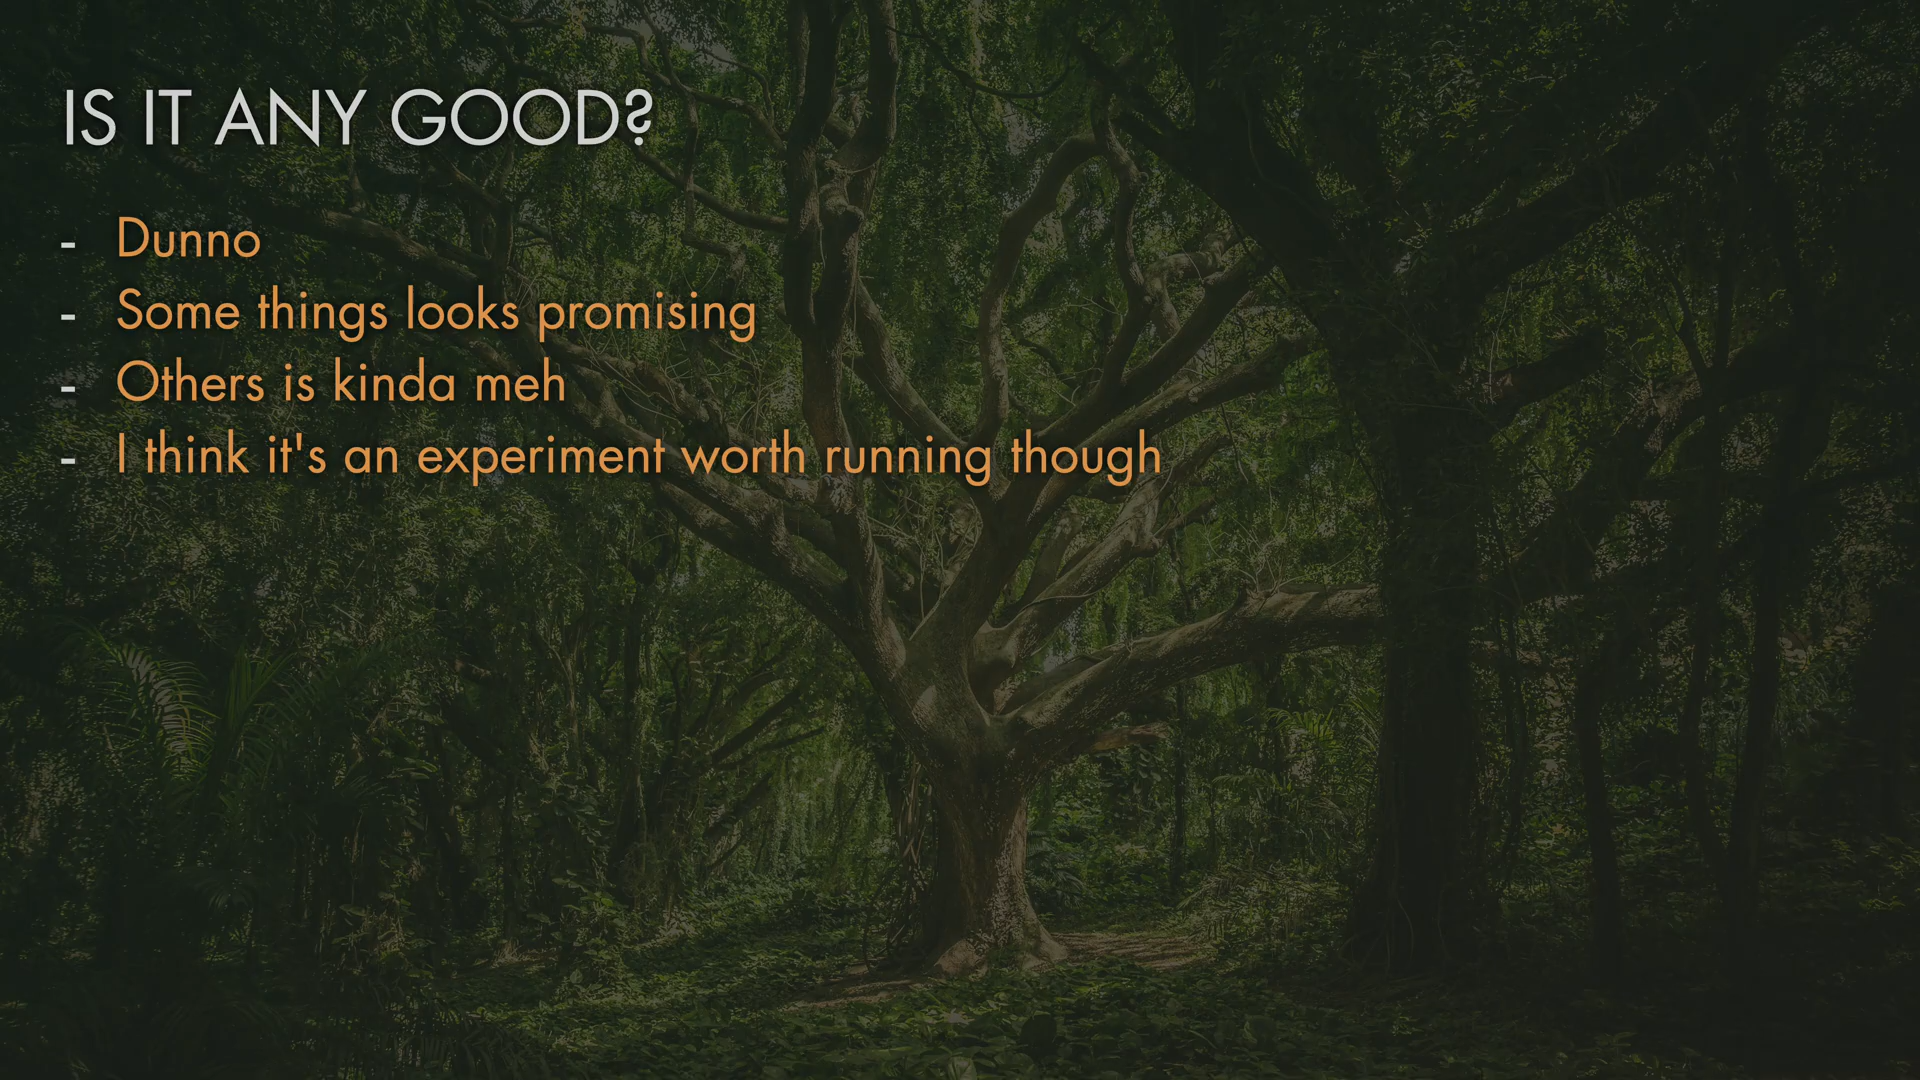 IS IT ANY GOOD?
- Dunno
- Some things looks promising
- Others is kinda meh
- I think it's an experiment worth running though